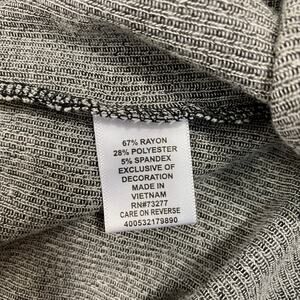 67% RAYON
28% POLYESTER
5% SPANDEX
EXCLUSIVE OF
DECORATION
MADE IN
VIETNAM
RN#73277
CARE ON REVERSE
400532179890